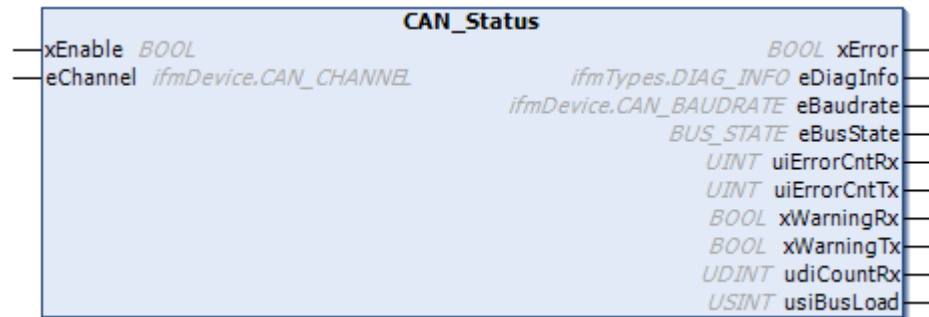 CAN_Status
xEnable BOOL BOOL xError
eChannel ifmDevice.CAN_CHANNEL ifmTypes.DIAG_INFO eDiagInfo
ifmDevice.CAN_BAUDRATE eBaudrate
BUS_STATE eBusState
UINT uiErrorCntRx
UINT uiErrorCntTx
BOOL xWarningRx
BOOL xWarningTx
UDINT udiCountRx
USINT usiBusLoad